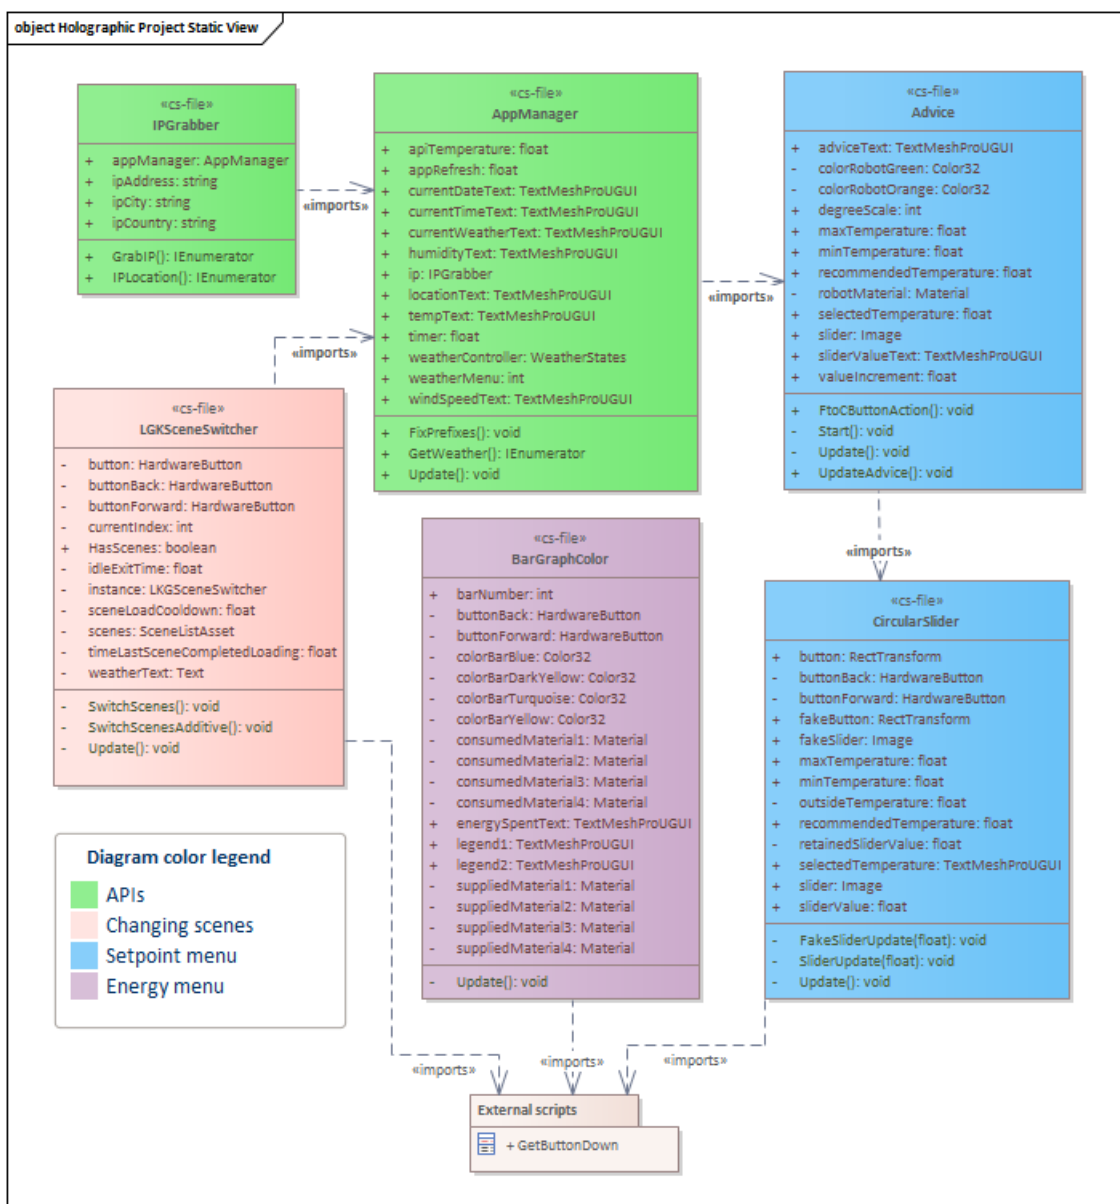 object Holographic Project Static View
«cs-file»
IPGrabber
+ appManager: AppManager
+ ipAddress: string
+ ipCity: string
+ ipCountry: string
+ GrabIP(): IEnumerator
+ IPLocation(): IEnumerator
«imports»
«cs-file»
AppManager
+ apiTemperature: float
+ appRefresh: float
+ currentDateText: TextMeshProUGUI
+ currentTimeText: TextMeshProUGUI
+ currentWeatherText: TextMeshProUGUI
+ humidityText: TextMeshProUGUI
+ ip: IPGrabber
+ locationText: TextMeshProUGUI
+ tempText: TextMeshProUGUI
+ timer: float
+ weatherController: WeatherStates
+ weatherMenu: int
+ windSpeedText: TextMeshProUGUI
+ FixPrefixes(): void
+ GetWeather(): IEnumerator
+ Update(): void
«imports»
«cs-file»
Advice
+ adviceText: TextMeshProUGUI
- colorRobotGreen: Color32
- colorRobotOrange: Color32
+ degreeScale: int
+ maxTemperature: float
+ minTemperature: float
+ recommendedTemperature: float
- robotMaterial: Material
+ selectedTemperature: float
+ slider: Image
+ sliderValueText: TextMeshProUGUI
+ valueIncrement: float
+ FtoCButtonAction(): void
- Start(): void
- Update(): void
+ UpdateAdvice(): void
«imports»
«imports»
«cs-file»
LGKSceneSwitcher
- button: HardwareButton
- buttonBack: HardwareButton
- buttonForward: HardwareButton
- currentIndex: int
+ HasScenes: boolean
- idleExitTime: float
- instance: LKGSceneSwitcher
- sceneLoadCooldown: float
- scenes: SceneListAsset
- timeLastSceneCompletedLoading: float
- weatherText: Text
- SwitchScenes(): void
- SwitchScenesAdditive(): void
- Update(): void
«cs-file»
BarGraphColor
+ barNumber: int
- buttonBack: HardwareButton
- buttonForward: HardwareButton
- colorBarBlue: Color32
- colorBarDarkYellow: Color32
- colorBarTurquoise: Color32
- colorBarYellow: Color32
- consumedMaterial1: Material
- consumedMaterial2: Material
- consumedMaterial3: Material
- consumedMaterial4: Material
+ energySpentText: TextMeshProUGUI
+ legend1: TextMeshProUGUI
+ legend2: TextMeshProUGUI
- suppliedMaterial1: Material
- suppliedMaterial2: Material
- suppliedMaterial3: Material
- suppliedMaterial4: Material
- Update(): void
«cs-file»
CircularSlider
+ button: RectTransform
- buttonBack: HardwareButton
- buttonForward: HardwareButton
+ fakeButton: RectTransform
+ fakeSlider: Image
+ maxTemperature: float
+ minTemperature: float
- outsideTemperature: float
+ recommendedTemperature: float
- retainedSliderValue: float
+ selectedTemperature: TextMeshProUGUI
+ slider: Image
+ sliderValue: float
- FakeSliderUpdate(float): void
- SliderUpdate(float): void
- Update(): void
Diagram color legend
APIs
Changing scenes
Setpoint menu
Energy menu
«imports»
«imports»
«imports»
External scripts
+ GetButtonDown